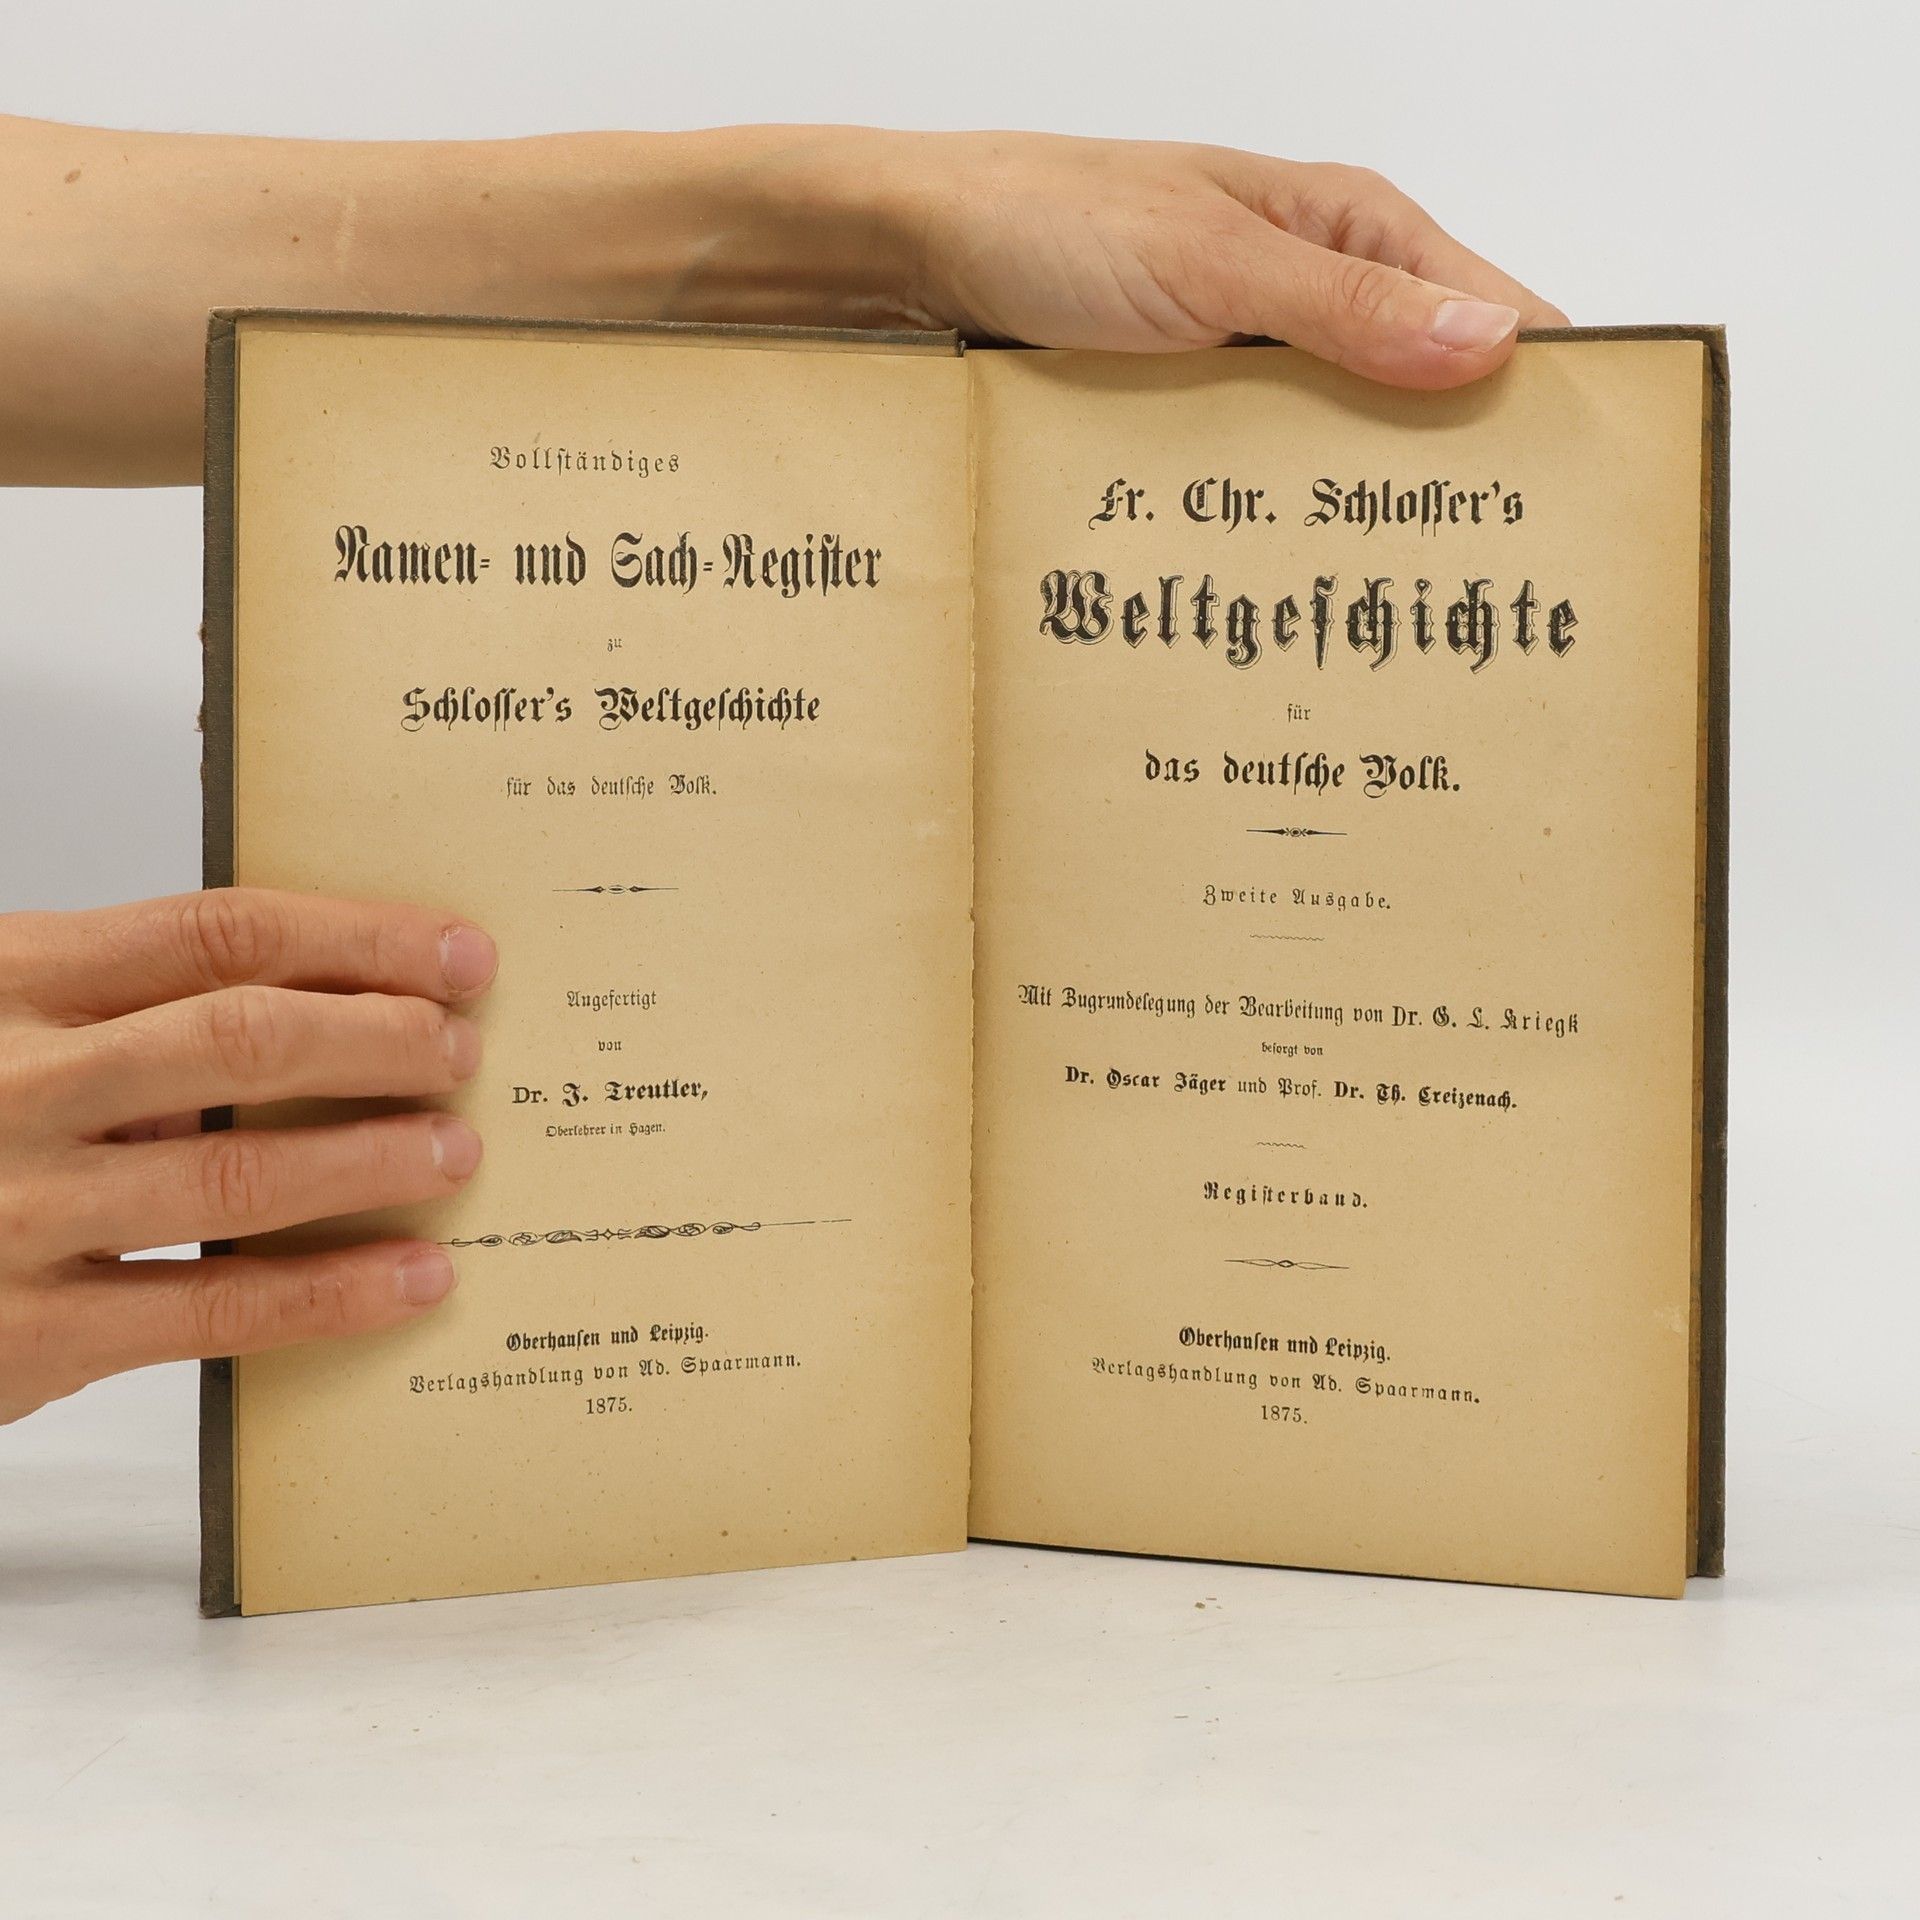 Vollſtändiges
Namen- und Sach-Regiſter
zu
Schloſſer's Weltgeſchichte
für das deutſche Volk.
Angefertigt
von
Dr. J. Treutler,
Oberlehrer in Hagen.
Oberhauſen und Leipzig.
Verlagshandlung von Ad. Spaarmann.
1875.
Fr. Chr. Schloſſer's
Weltgeſchichte
für
das deutſche Volk.
Zweite Ausgabe.
Mit Zugrundelegung der Bearbeitung von Dr. G. L. Kriegk
beſorgt von
Dr. Oscar Jäger und Prof. Dr. Th. Creizenach.
Regiſterband.
Oberhauſen und Leipzig.
Verlagshandlung von Ad. Spaarmann.
1875.